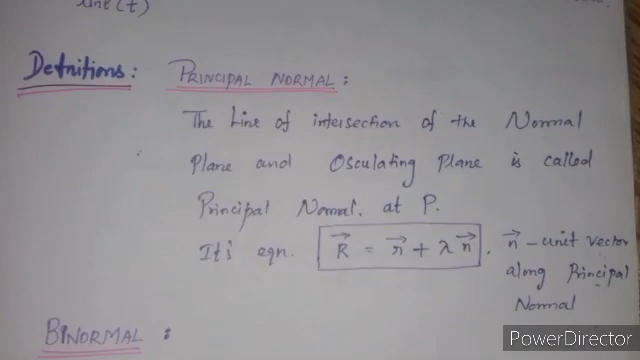 line (t)
Definitions: PRINCIPAL NORMAL:
The Line of intersection of the Normal
Plane and Osculating Plane is called
Principal Normal. at P.
It's eqn. R⃗ = r⃗ + λ n⃗ . n⃗ - unit vector
along Principal
Normal
BINORMAL :
PowerDirector